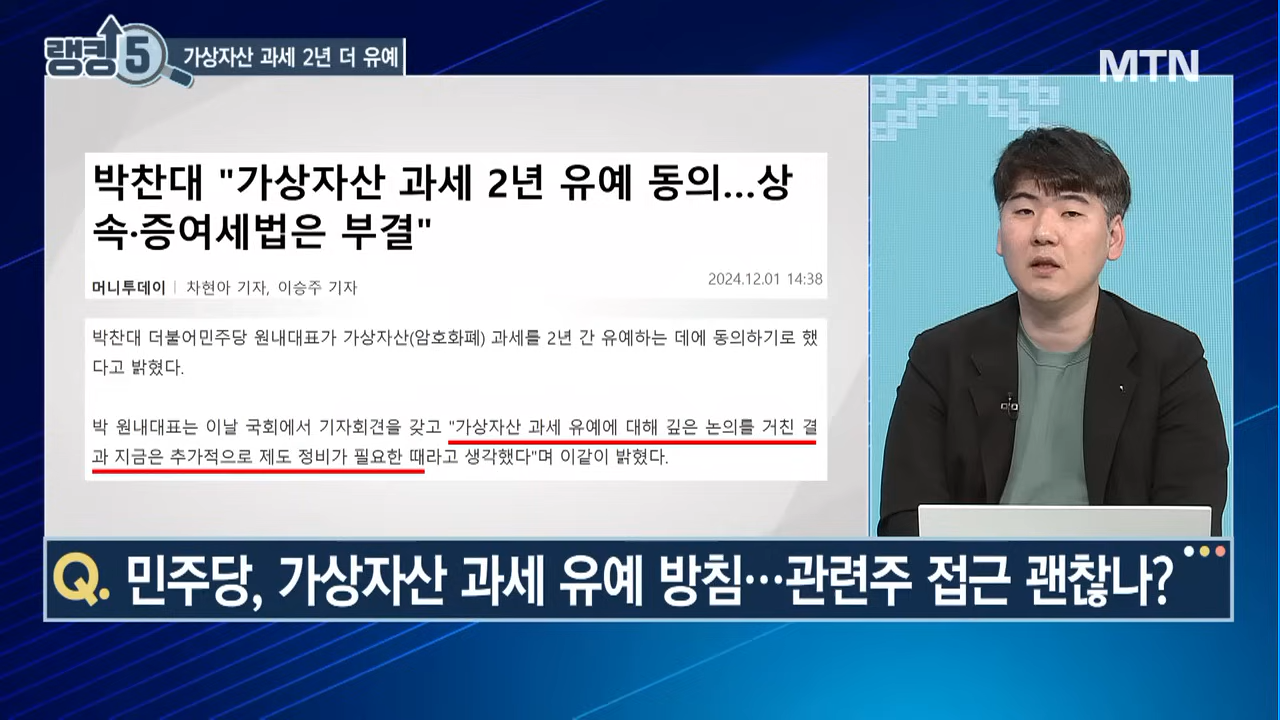 랭킹5
가상자산 과세 2년 더 유예
MTN
박찬대 "가상자산 과세 2년 유예 동의...상
속·증여세법은 부결"
머니투데이 | 차현아 기자, 이승주 기자
2024.12.01 14:38
박찬대 더불어민주당 원내대표가 가상자산(암호화폐) 과세를 2년 간 유예하는 데에 동의하기로 했
다고 밝혔다.
박 원내대표는 이날 국회에서 기자회견을 갖고 "가상자산 과세 유예에 대해 깊은 논의를 거친 결
과 지금은 추가적으로 제도 정비가 필요한 때라고 생각했다"며 이같이 밝혔다.
Q. 민주당, 가상자산 과세 유예 방침…관련주 접근 괜찮나?